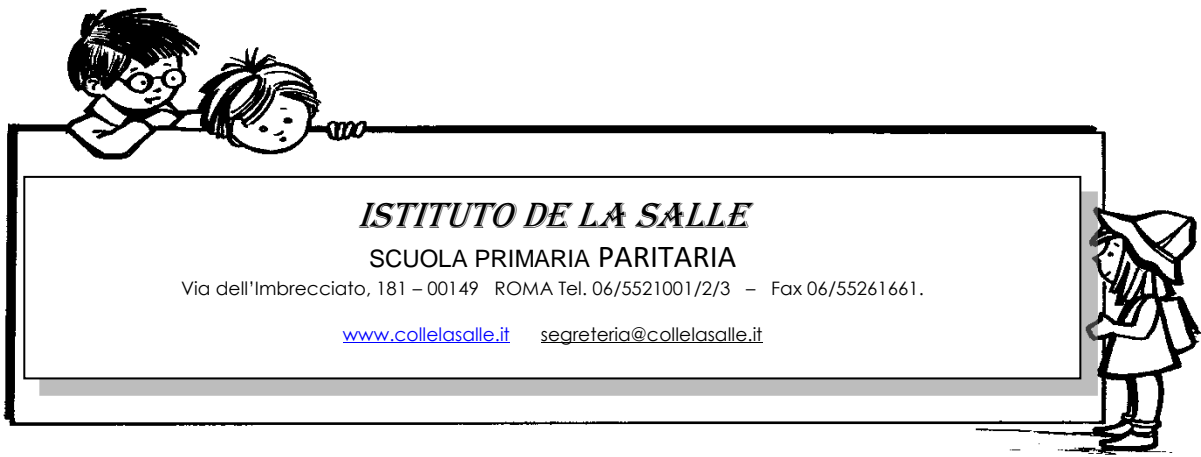 ISTITUTO DE LA SALLE
SCUOLA PRIMARIA PARITARIA
Via dell’Imbrecciato, 181 – 00149 ROMA Tel. 06/5521001/2/3 – Fax 06/55261661.
www.collelasalle.it segreteria@collelasalle.it